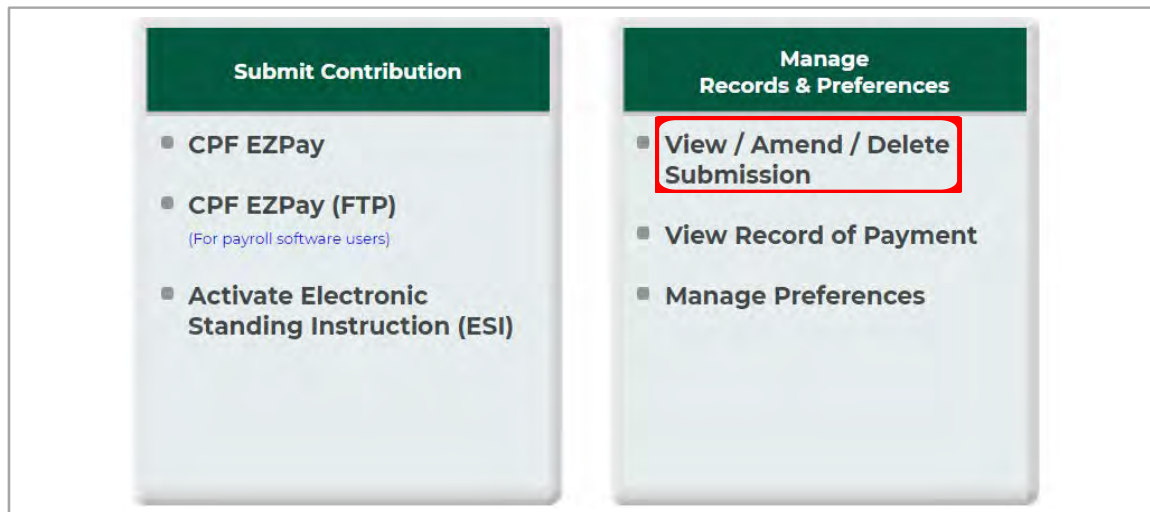 Submit Contribution
CPF EZPay
CPF EZPay (FTP)
(For payroll software users)
Activate Electronic
Standing Instruction (ESI)
Manage
Records & Preferences
View / Amend / Delete
Submission
View Record of Payment
Manage Preferences